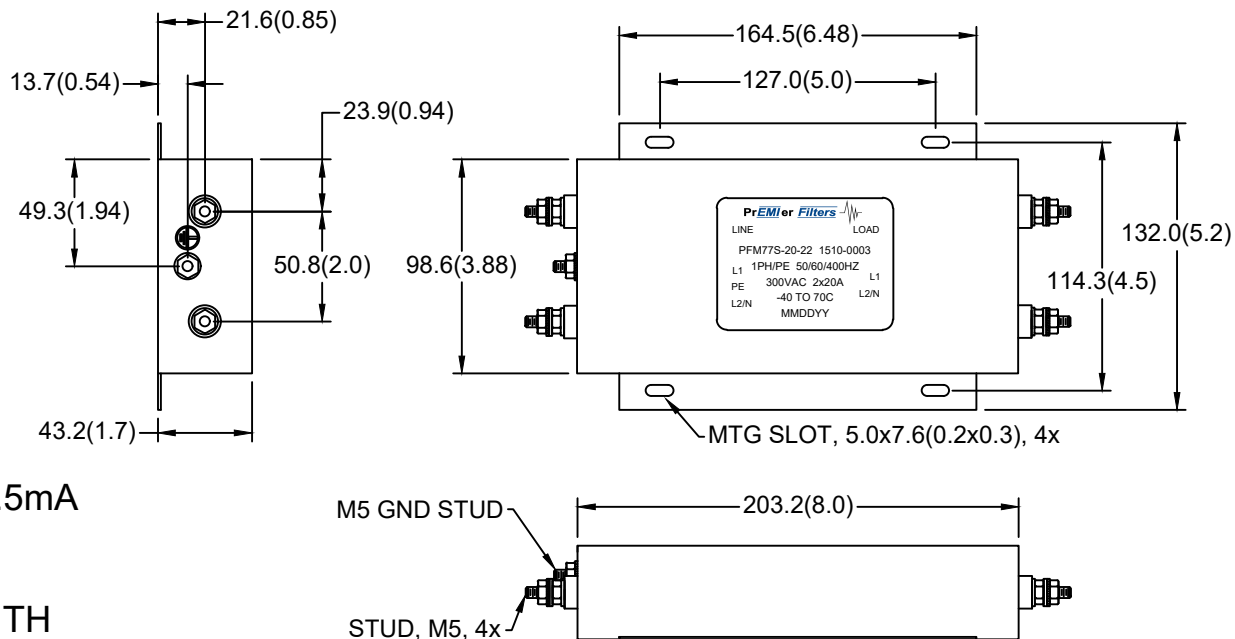 21.6(0.85)
13.7(0.54)
23.9(0.94)
49.3(1.94)
50.8(2.0)
43.2(1.7)
164.5(6.48)
127.0(5.0)
98.6(3.88)
132.0(5.2)
114.3(4.5)
PrEMIer Filters
LINE LOAD
PFM77S-20-22 1510-0003
L1 1PH/PE 50/60/400HZ L1
PE 300VAC 2x20A
L2/N -40 TO 70C L2/N
MMDDYY
MTG SLOT, 5.0x7.6(0.2x0.3), 4x
5mA
M5 GND STUD
203.2(8.0)
TH
STUD, M5, 4x